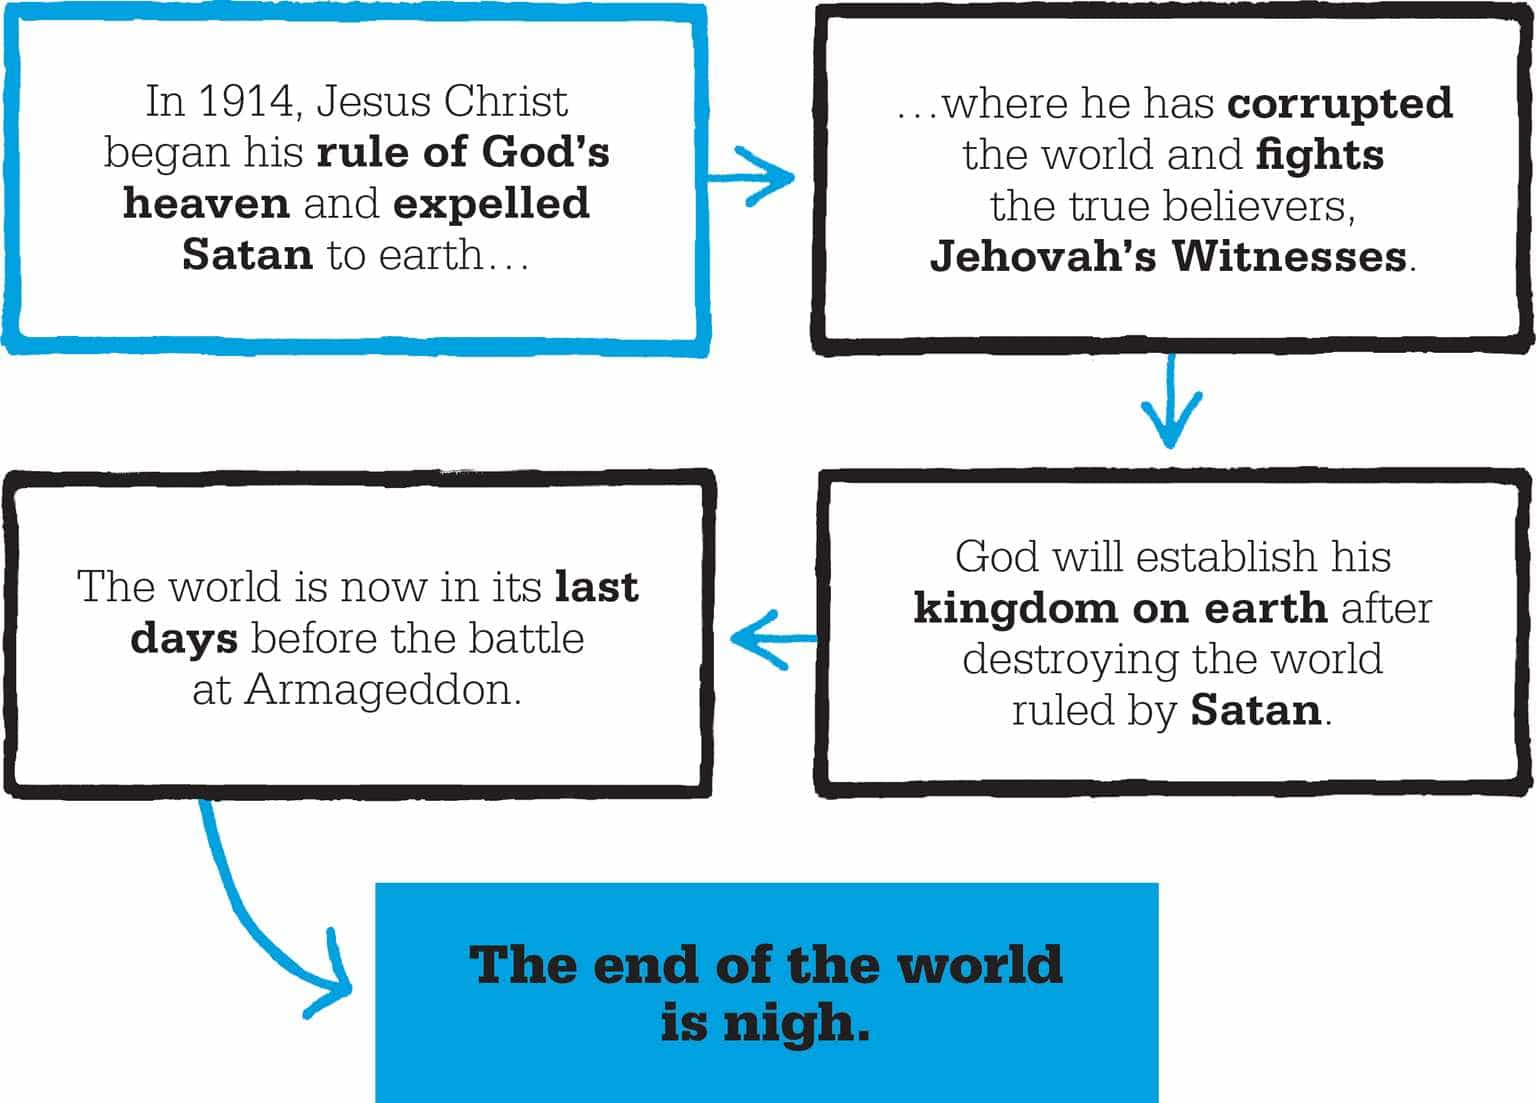 In 1914, Jesus Christ
began his rule of God's
heaven and expelled
Satan to earth…
…where he has corrupted
the world and fights
the true believers,
Jehovah's Witnesses.
God will establish his
kingdom on earth after
destroying the world
ruled by Satan.
The world is now in its last
days before the battle
at Armageddon.
The end of the world
is nigh.